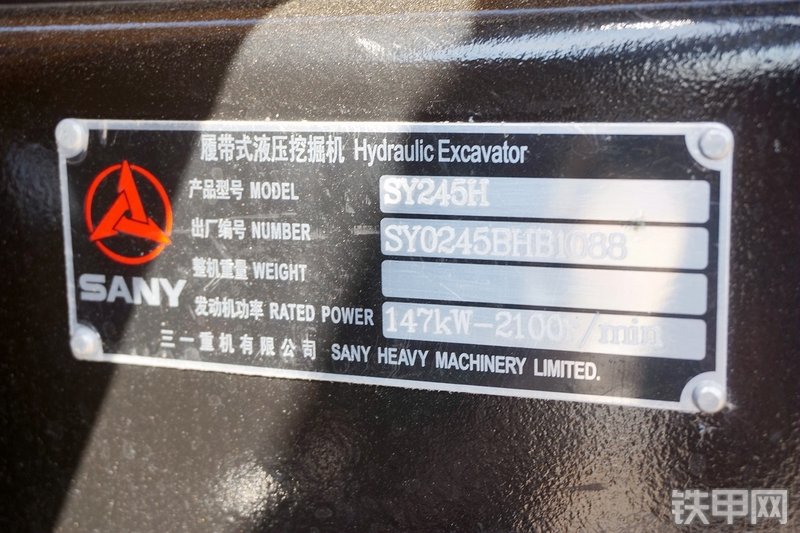 履带式液压挖掘机 Hydraulic Excavator
产品型号 MODEL SY245H
出厂编号 NUMBER SY0245BHB1088
整机重量 WEIGHT
发动机功率 RATED POWER 147kW-2100r/min
SANY
三一重机有限公司 SANY HEAVY MACHINERY LIMITED.
铁甲网